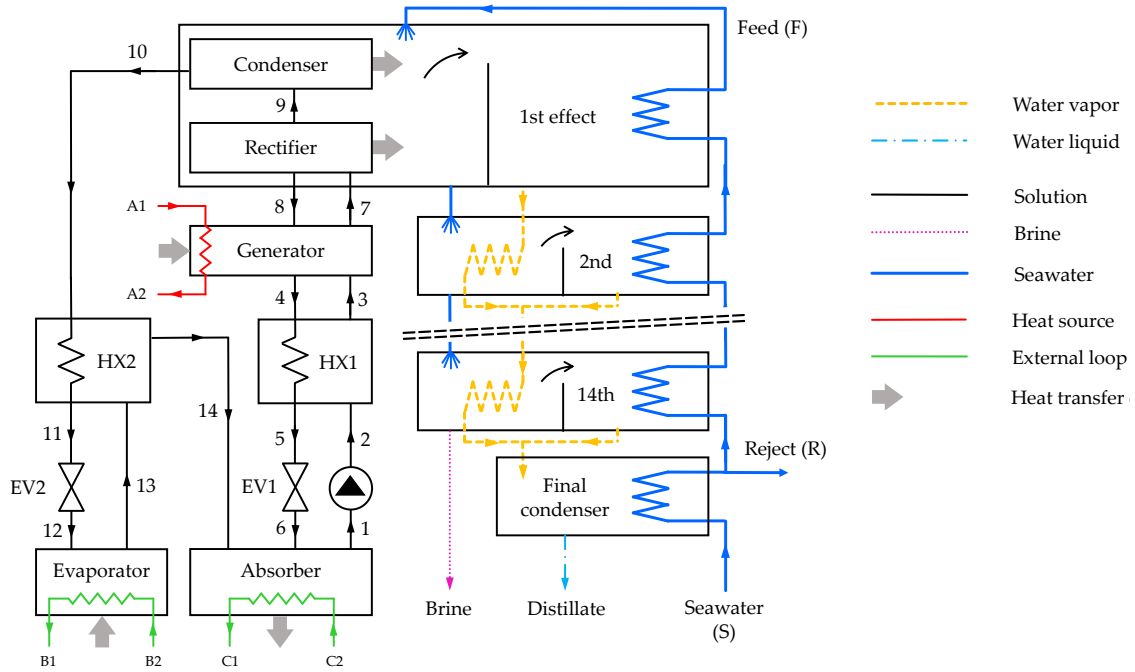 10
Condenser
Feed (F)
9
1st effect
Rectifier
A1
8
7
Generator
2nd
A2
4
3
HX2
HX1
14th
14
11
5
2
Reject (R)
EV2
13
EV1
Final
condenser
12
6
1
Evaporator
Absorber
Brine
Distillate
Seawater
(S)
B1
B2
C1
C2
Water vapor
Water liquid
Solution
Brine
Seawater
Heat source
External loop
Heat transfer